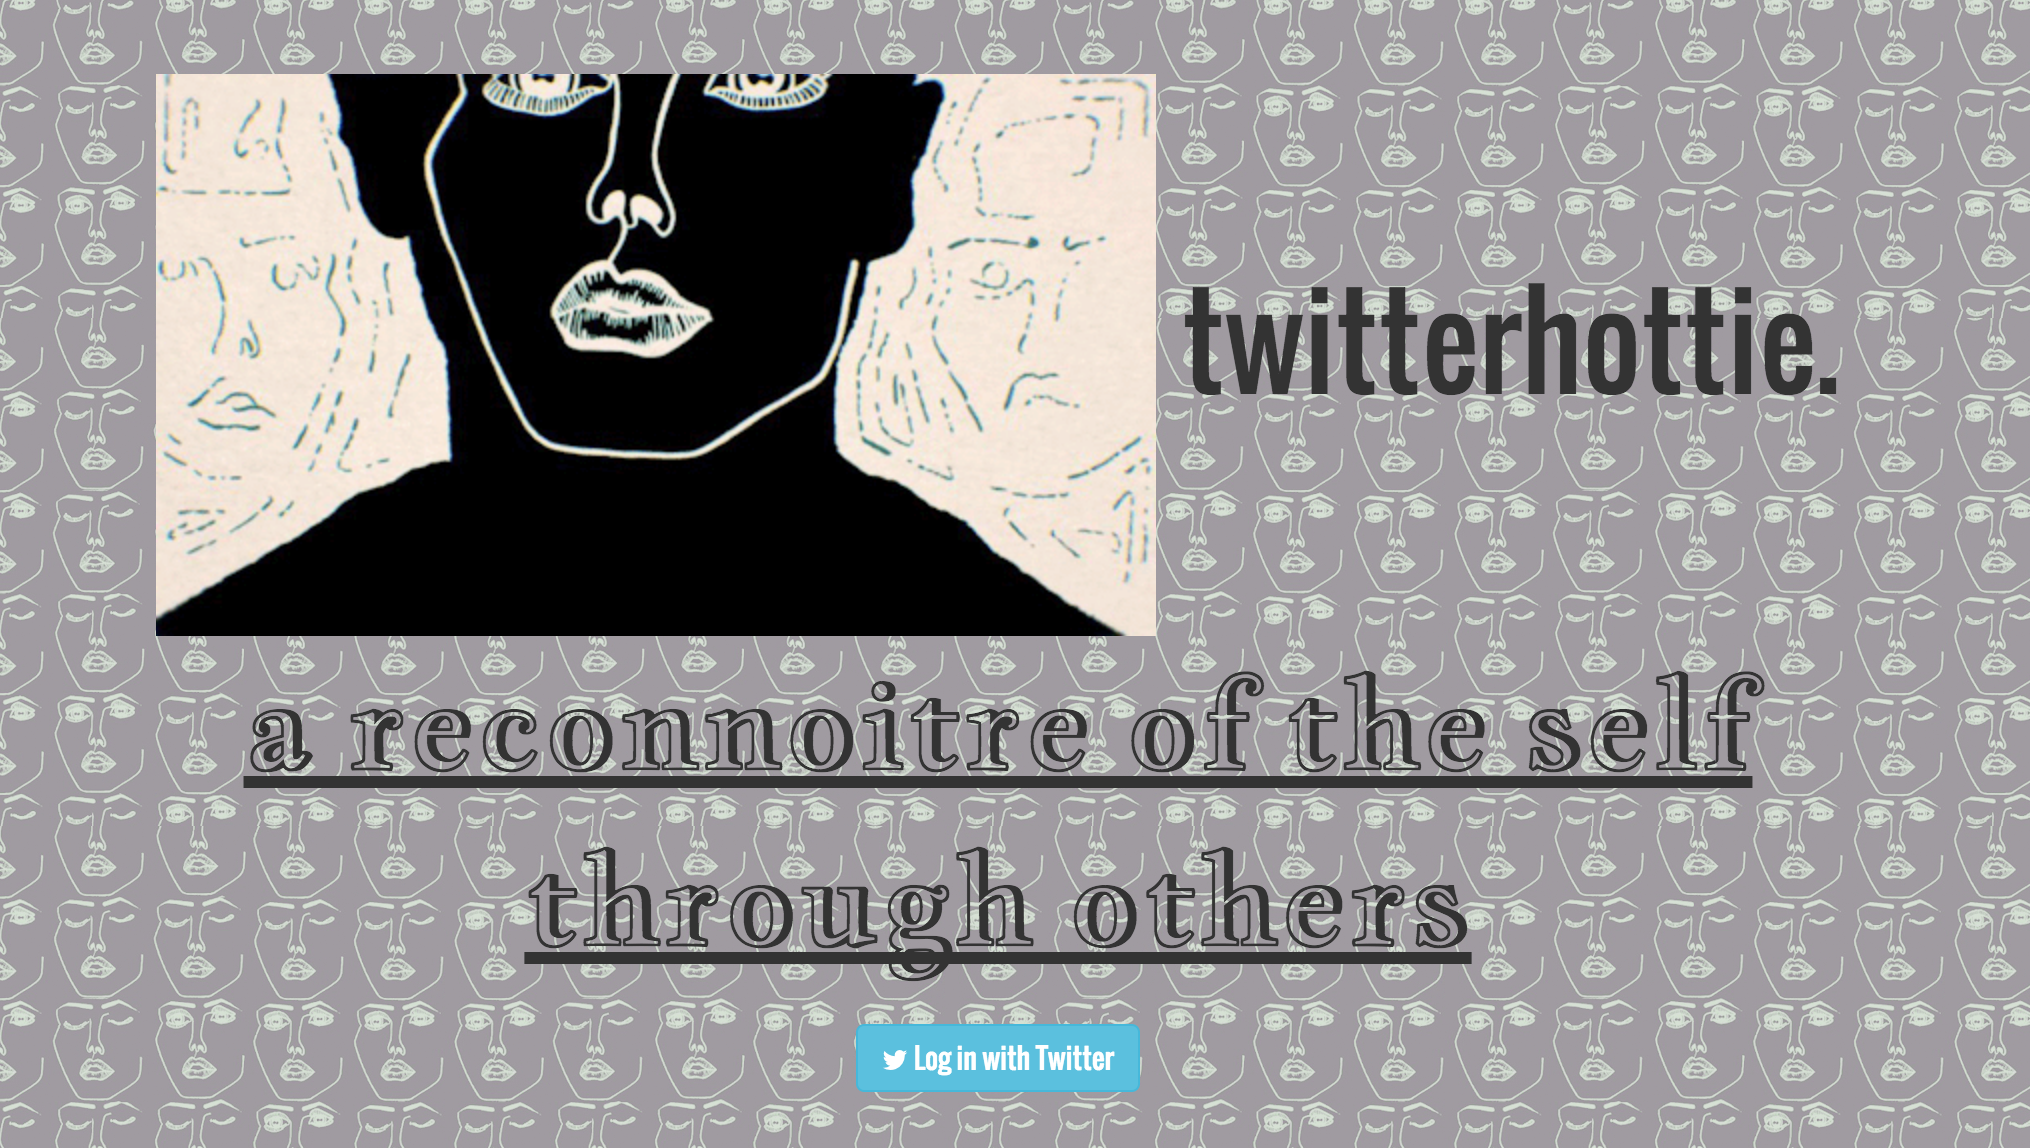 twitterhottie.
a reconnoitre of the self
through others
Log in with Twitter